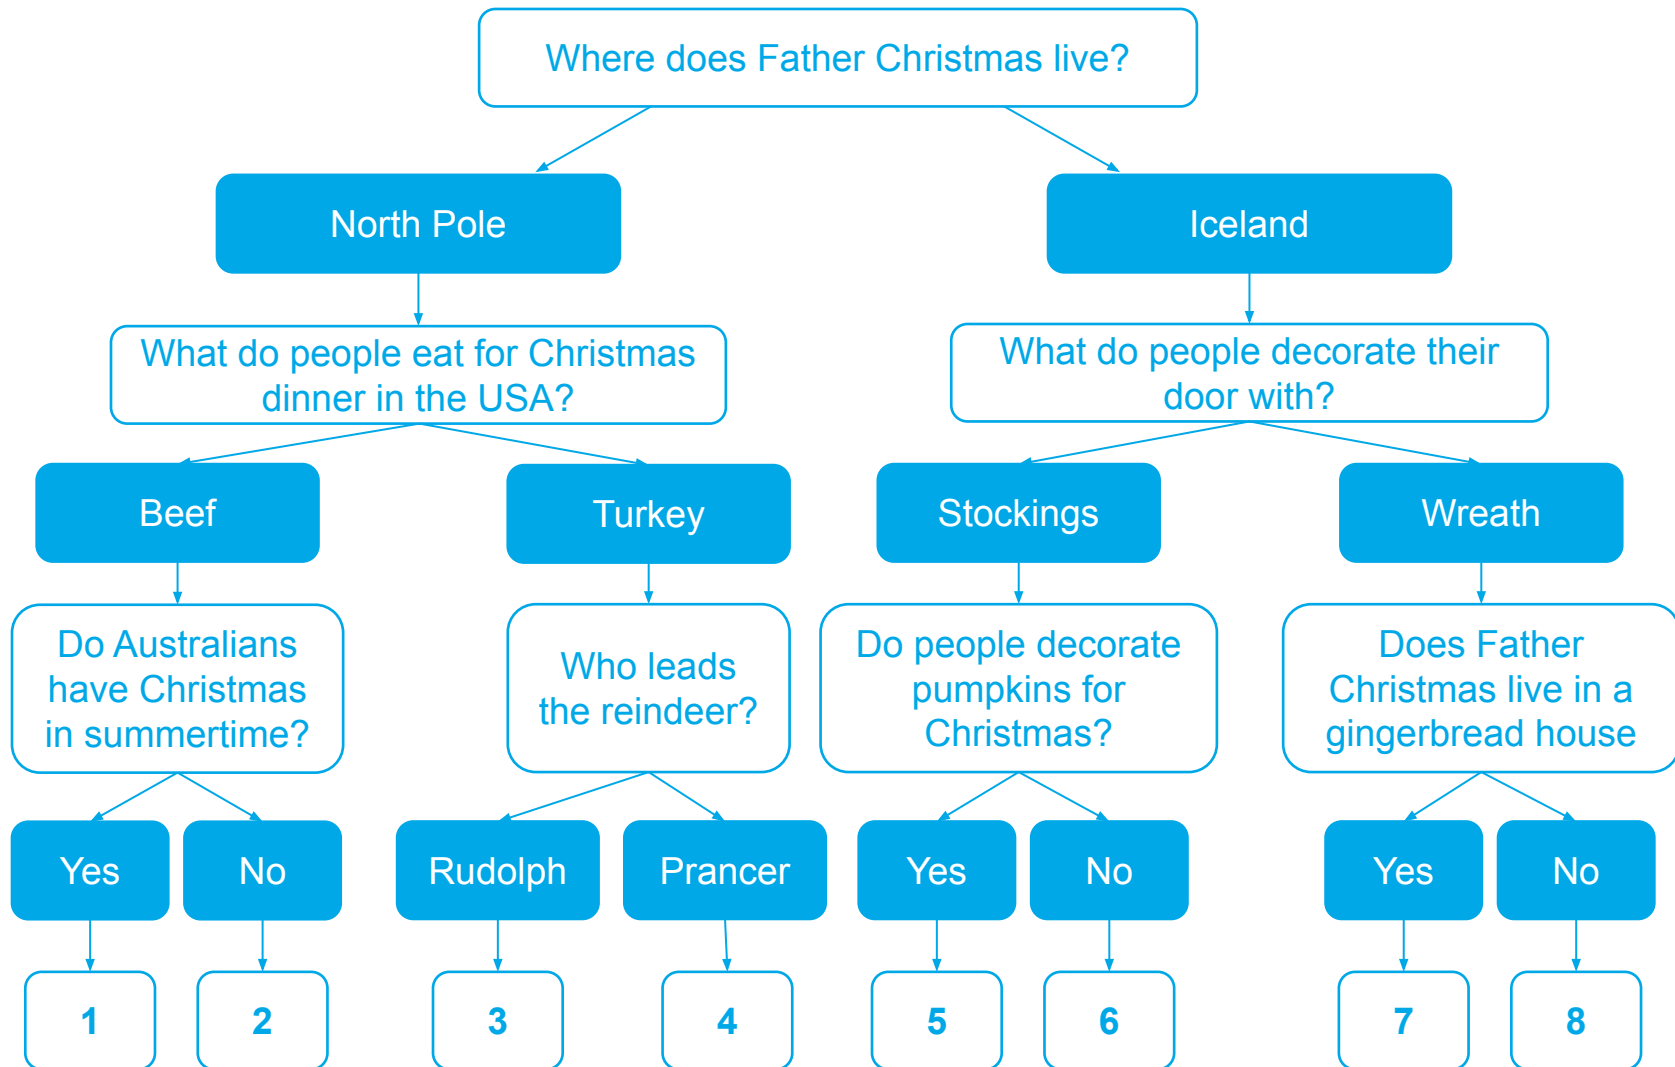 Where does Father Christmas live?
North Pole
Iceland
What do people eat for Christmas
dinner in the USA?
What do people decorate their
door with?
Beef
Turkey
Stockings
Wreath
Do Australians
have Christmas
in summertime?
Who leads
the reindeer?
Do people decorate
pumpkins for
Christmas?
Does Father
Christmas live in a
gingerbread house
Yes
No
Rudolph
Prancer
Yes
No
Yes
No
1
2
3
4
5
6
7
8